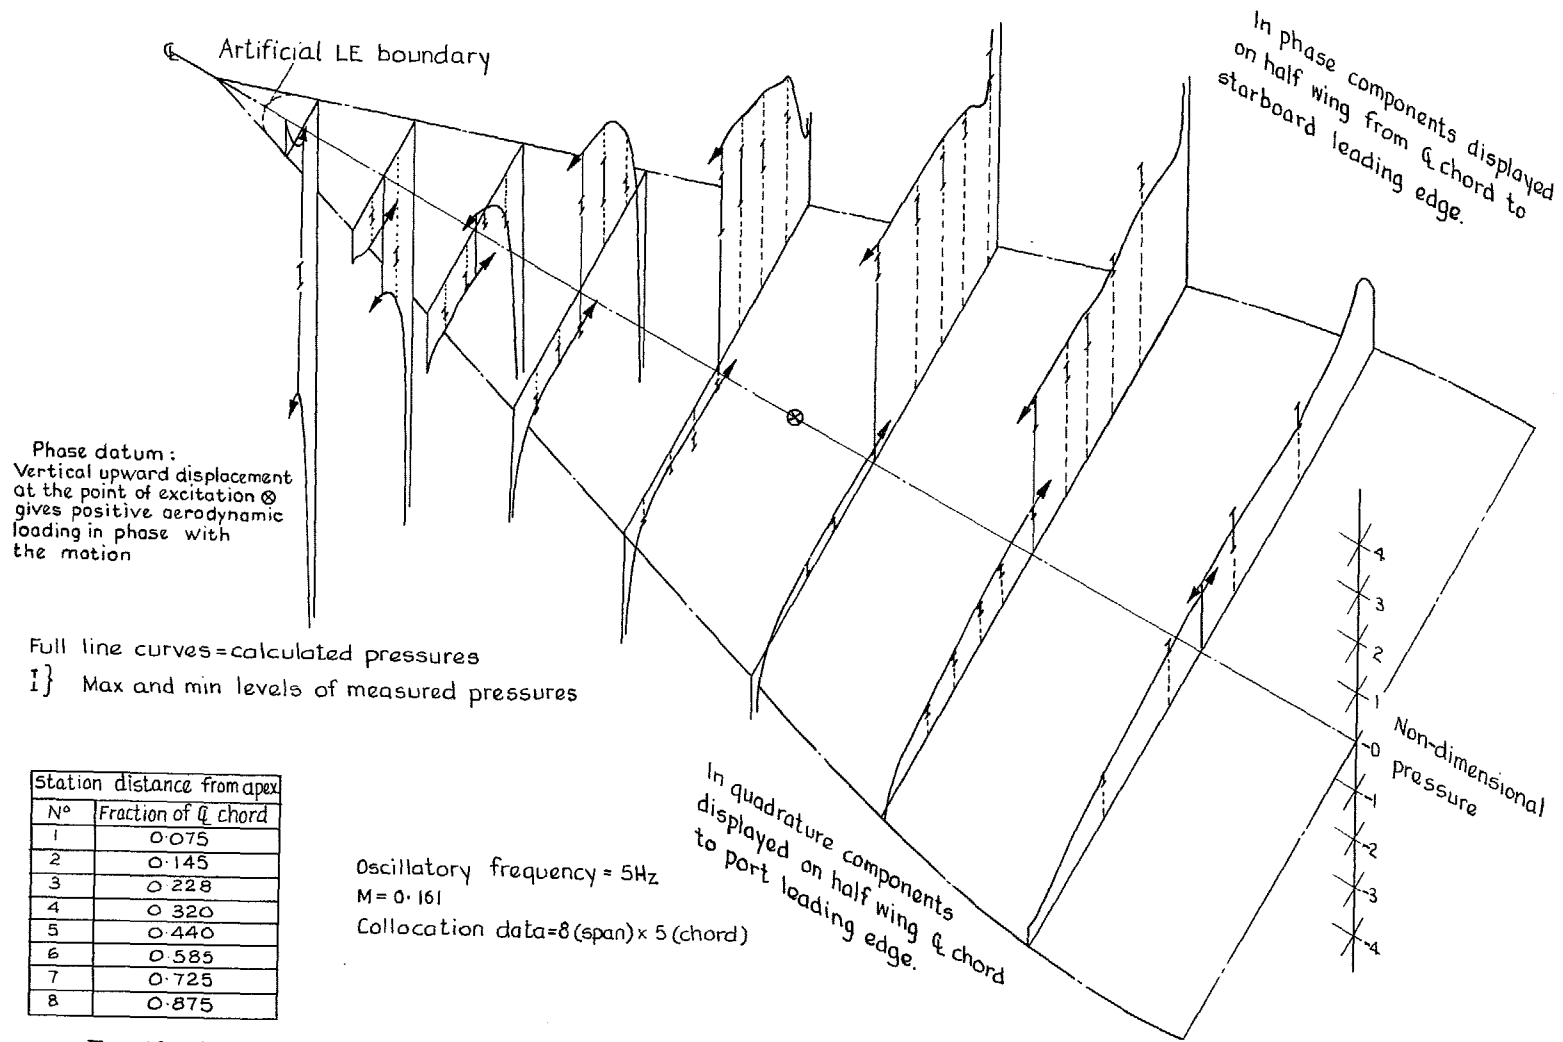 ℄ Artificial LE boundary
In phase components displayed
on half wing from ℄ chord to
starboard leading edge.
Phase datum :
Vertical upward displacement
at the point of excitation ⊗
gives positive aerodynamic
loading in phase with
the motion
Full line curves = calculated pressures
I} Max and min levels of measured pressures
4
3
2
1
-0
-1
-2
-3
-4
Non-dimensional
pressure
Station distance from apex
Nº Fraction of ℄ chord
1 0·075
2 0·145
3 0·228
4 0 320
5 0·440
6 0·585
7 0·725
8 0·875
Oscillatory frequency = 5Hz
M = 0·161
Collocation data=8(span) x 5 (chord)
In quadrature components
displayed on half wing ℄ chord
to port leading edge.